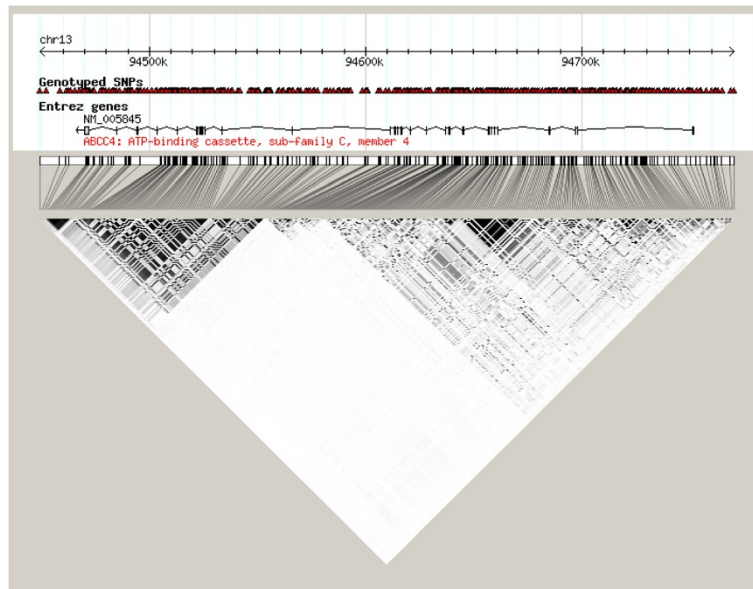 chr13
94500k 94600k 94700k
Genotyped SNPs
Entrez genes
NM_005845
ABCC4: ATP-binding cassette, sub-family C, member 4